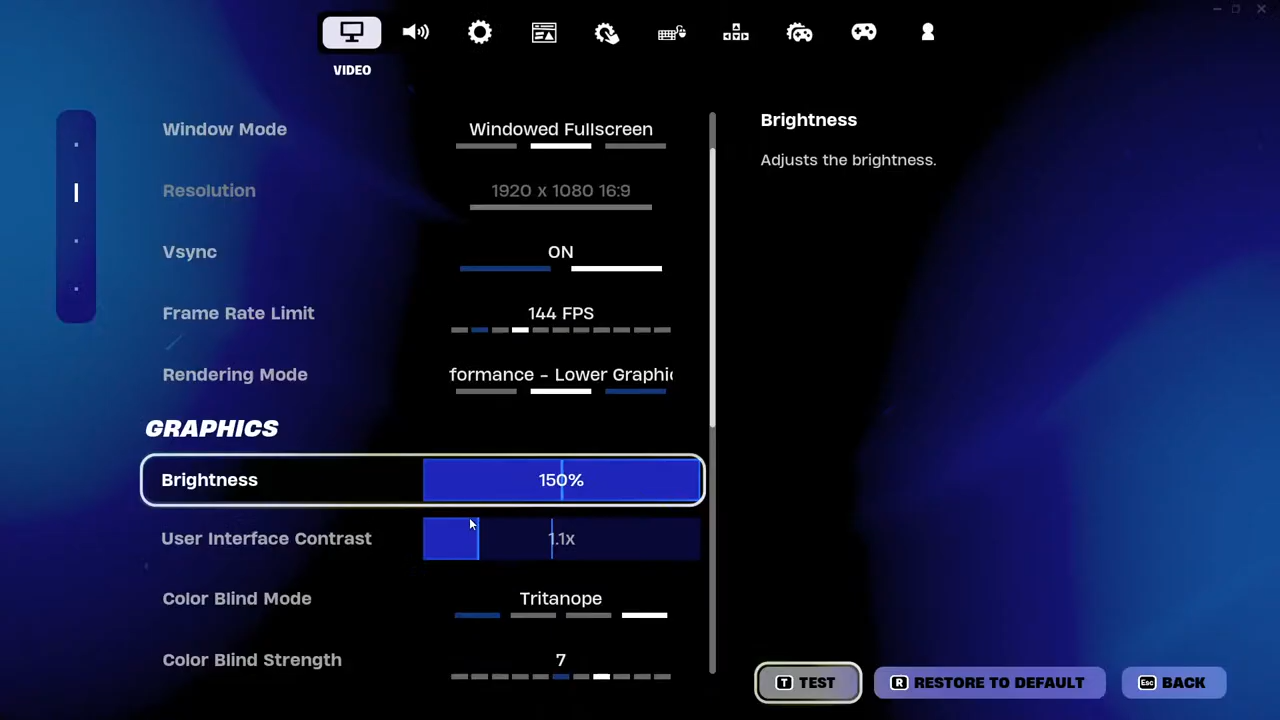 VIDEO
Window Mode
Windowed Fullscreen
Brightness
Adjusts the brightness.
Resolution
1920 x 1080 16:9
Vsync
ON
Frame Rate Limit
144 FPS
Rendering Mode
formance - Lower Graphic
GRAPHICS
Brightness
150%
User Interface Contrast
1.1x
Color Blind Mode
Tritanope
Color Blind Strength
7
T TEST
R RESTORE TO DEFAULT
Esc BACK